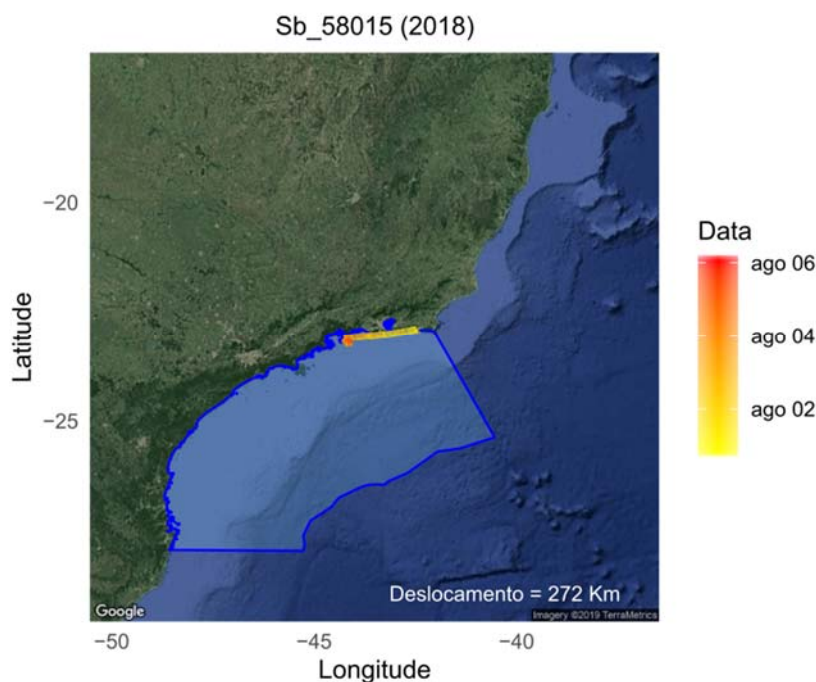 Sb_58015 (2018)
Latitude
−20
−25
Data
ago 06
ago 04
ago 02
Deslocamento = 272 Km
Google
Imagery ©2019 TerraMetrics
−50
−45
−40
Longitude